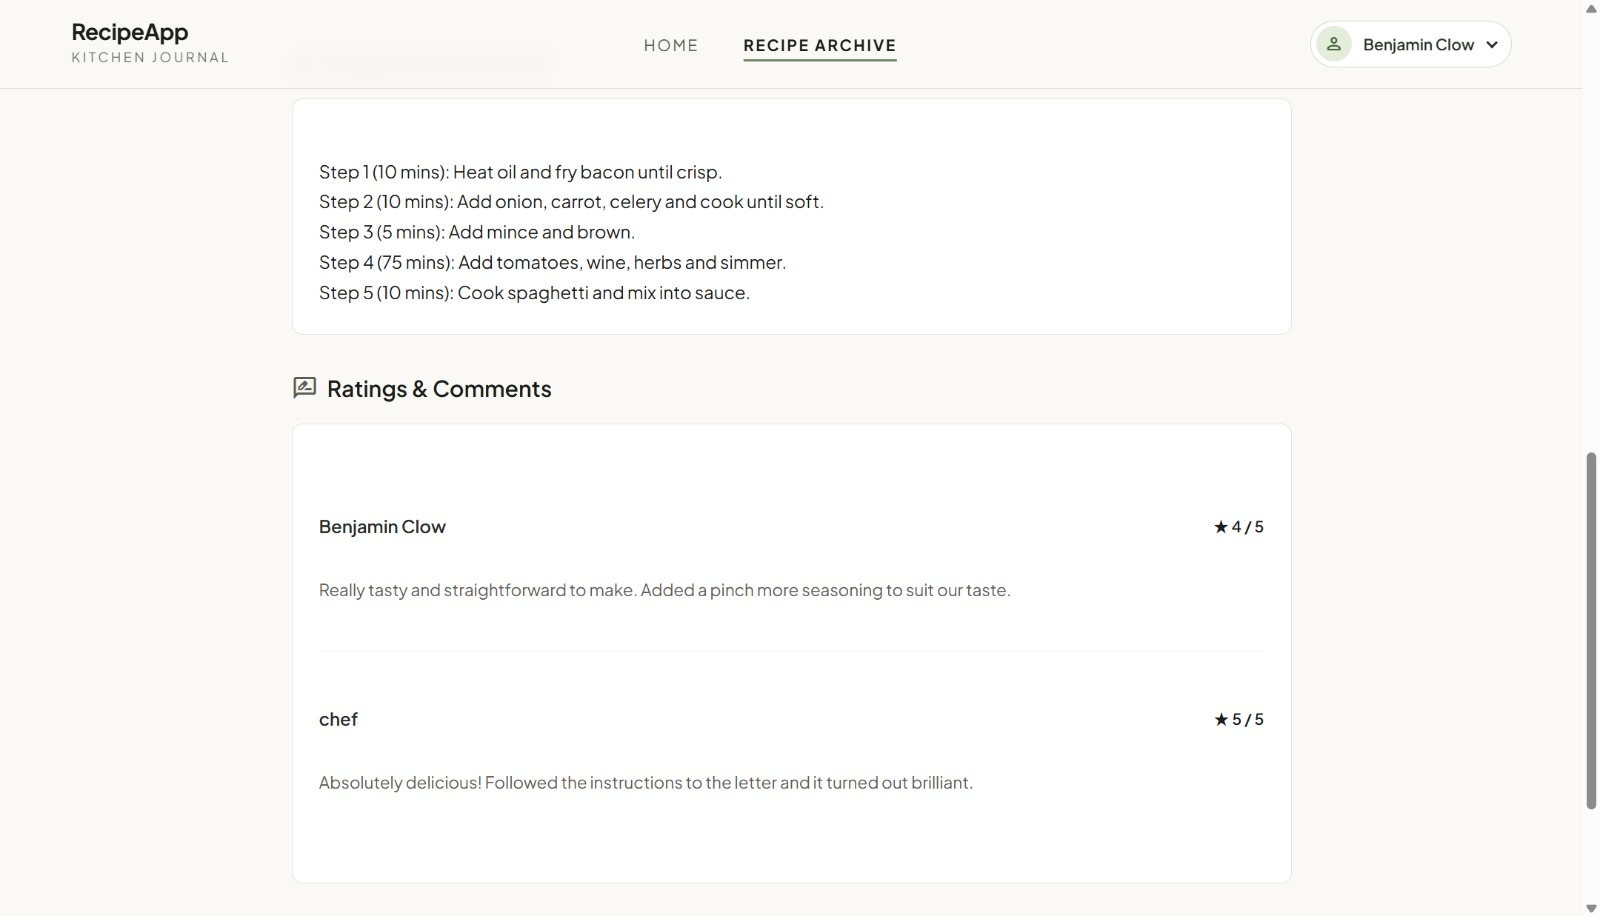 RecipeApp
KITCHEN JOURNAL
HOME
RECIPE ARCHIVE
Benjamin Clow
Step 1 (10 mins): Heat oil and fry bacon until crisp.
Step 2 (10 mins): Add onion, carrot, celery and cook until soft.
Step 3 (5 mins): Add mince and brown.
Step 4 (75 mins): Add tomatoes, wine, herbs and simmer.
Step 5 (10 mins): Cook spaghetti and mix into sauce.
Ratings & Comments
Benjamin Clow
★ 4 / 5
Really tasty and straightforward to make. Added a pinch more seasoning to suit our taste.
chef
★ 5 / 5
Absolutely delicious! Followed the instructions to the letter and it turned out brilliant.